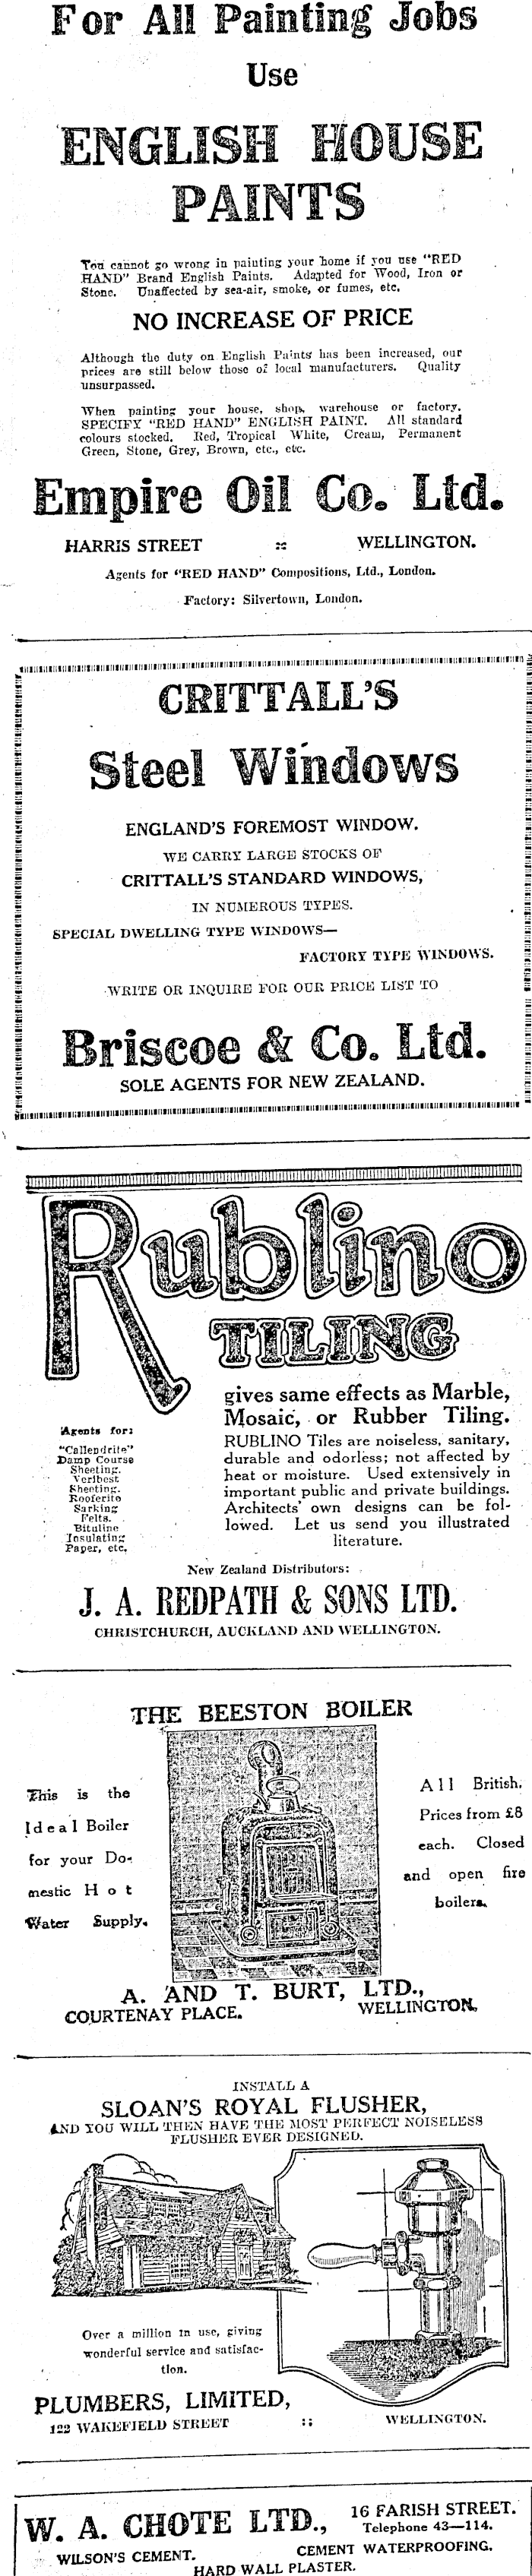 For All Painting Jobs
Use
ENGLISH HOUSE
PAINTS
You cannot go wrong in painting your home if you use "RED
HAND" Brand English Paints. Adapted for Wood, Iron or
Stone. Unaffected by sea-air, smoke, or fumes, etc.
NO INCREASE OF PRICE
Although the duty on English Paints has been increased, our
prices are still below those of local manufacturers. Quality
unsurpassed.
When painting your house, shop, warehouse or factory.
SPECIFY "RED HAND" ENGLISH PAINT. All standard
colours stocked. Red, Tropical White, Cream, Permanent
Green, Stone, Grey, Brown, etc., etc.
Empire Oil Co. Ltd.
HARRIS STREET :: WELLINGTON.
Agents for "RED HAND" Compositions, Ltd., London.
Factory: Silvertown, London.
CRITTALL'S
Steel Windows
ENGLAND'S FOREMOST WINDOW.
WE CARRY LARGE STOCKS OF
CRITTALL'S STANDARD WINDOWS,
IN NUMEROUS TYPES.
SPECIAL DWELLING TYPE WINDOWS—
FACTORY TYPE WINDOWS.
WRITE OR INQUIRE FOR OUR PRICE LIST TO
Briscoe & Co. Ltd.
SOLE AGENTS FOR NEW ZEALAND.
Rublino
TILING
gives same effects as Marble,
Mosaic, or Rubber Tiling.
RUBLINO Tiles are noiseless, sanitary,
durable and odorless; not affected by
heat or moisture. Used extensively in
important public and private buildings.
Architects' own designs can be fol-
lowed. Let us send you illustrated
literature.
Agents for:
"Callendrite"
Damp Course
Sheeting.
Veribest
Sheeting.
Rooferito
Sarking
Felts.
Bituline
Insulating
Paper, etc.
New Zealand Distributors:
J. A. REDPATH & SONS LTD.
CHRISTCHURCH, AUCKLAND AND WELLINGTON.
THE BEESTON BOILER
This is the
Ideal Boiler
for your Do-
mestic Hot
Water Supply.
All British.
Prices from £8
each. Closed
and open fire
boilers.
A. AND T. BURT, LTD.,
COURTENAY PLACE. WELLINGTON.
INSTALL A
SLOAN'S ROYAL FLUSHER,
AND YOU WILL THEN HAVE THE MOST PERFECT NOISELESS
FLUSHER EVER DESIGNED.
Over a million in use, giving
wonderful service and satisfac-
tion.
PLUMBERS, LIMITED,
122 WAKEFIELD STREET :: WELLINGTON.
W. A. CHOTE LTD., 16 FARISH STREET.
Telephone 43—114.
WILSON'S CEMENT. CEMENT WATERPROOFING.
HARD WALL PLASTER.